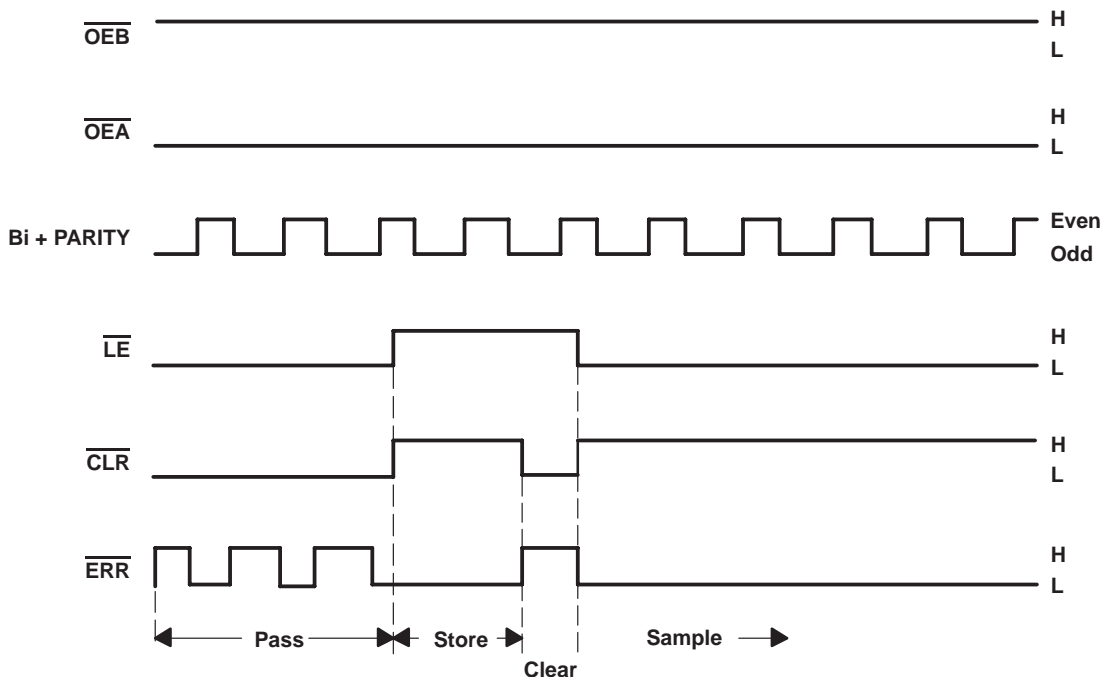 OEB
H
L
OEA
H
L
Bi + PARITY
Even
Odd
LE
H
L
CLR
H
L
ERR
H
L
Pass
Store
Sample
Clear